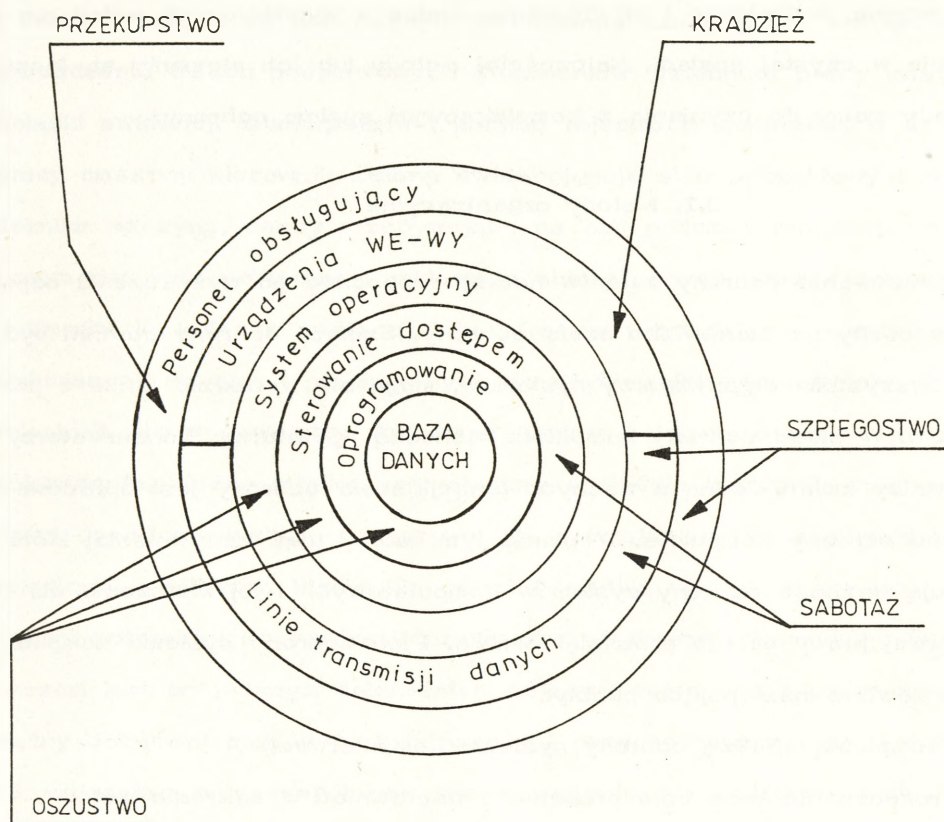 PRZEKUPSTWO
KRADZIEŻ
Personel obsługujący
Urządzenia WE-WY
System operacyjny
Sterowanie dostępem
Oprogramowanie
BAZA
DANYCH
SZPIEGOSTWO
SABOTAŻ
Linie transmisji danych
OSZUSTWO